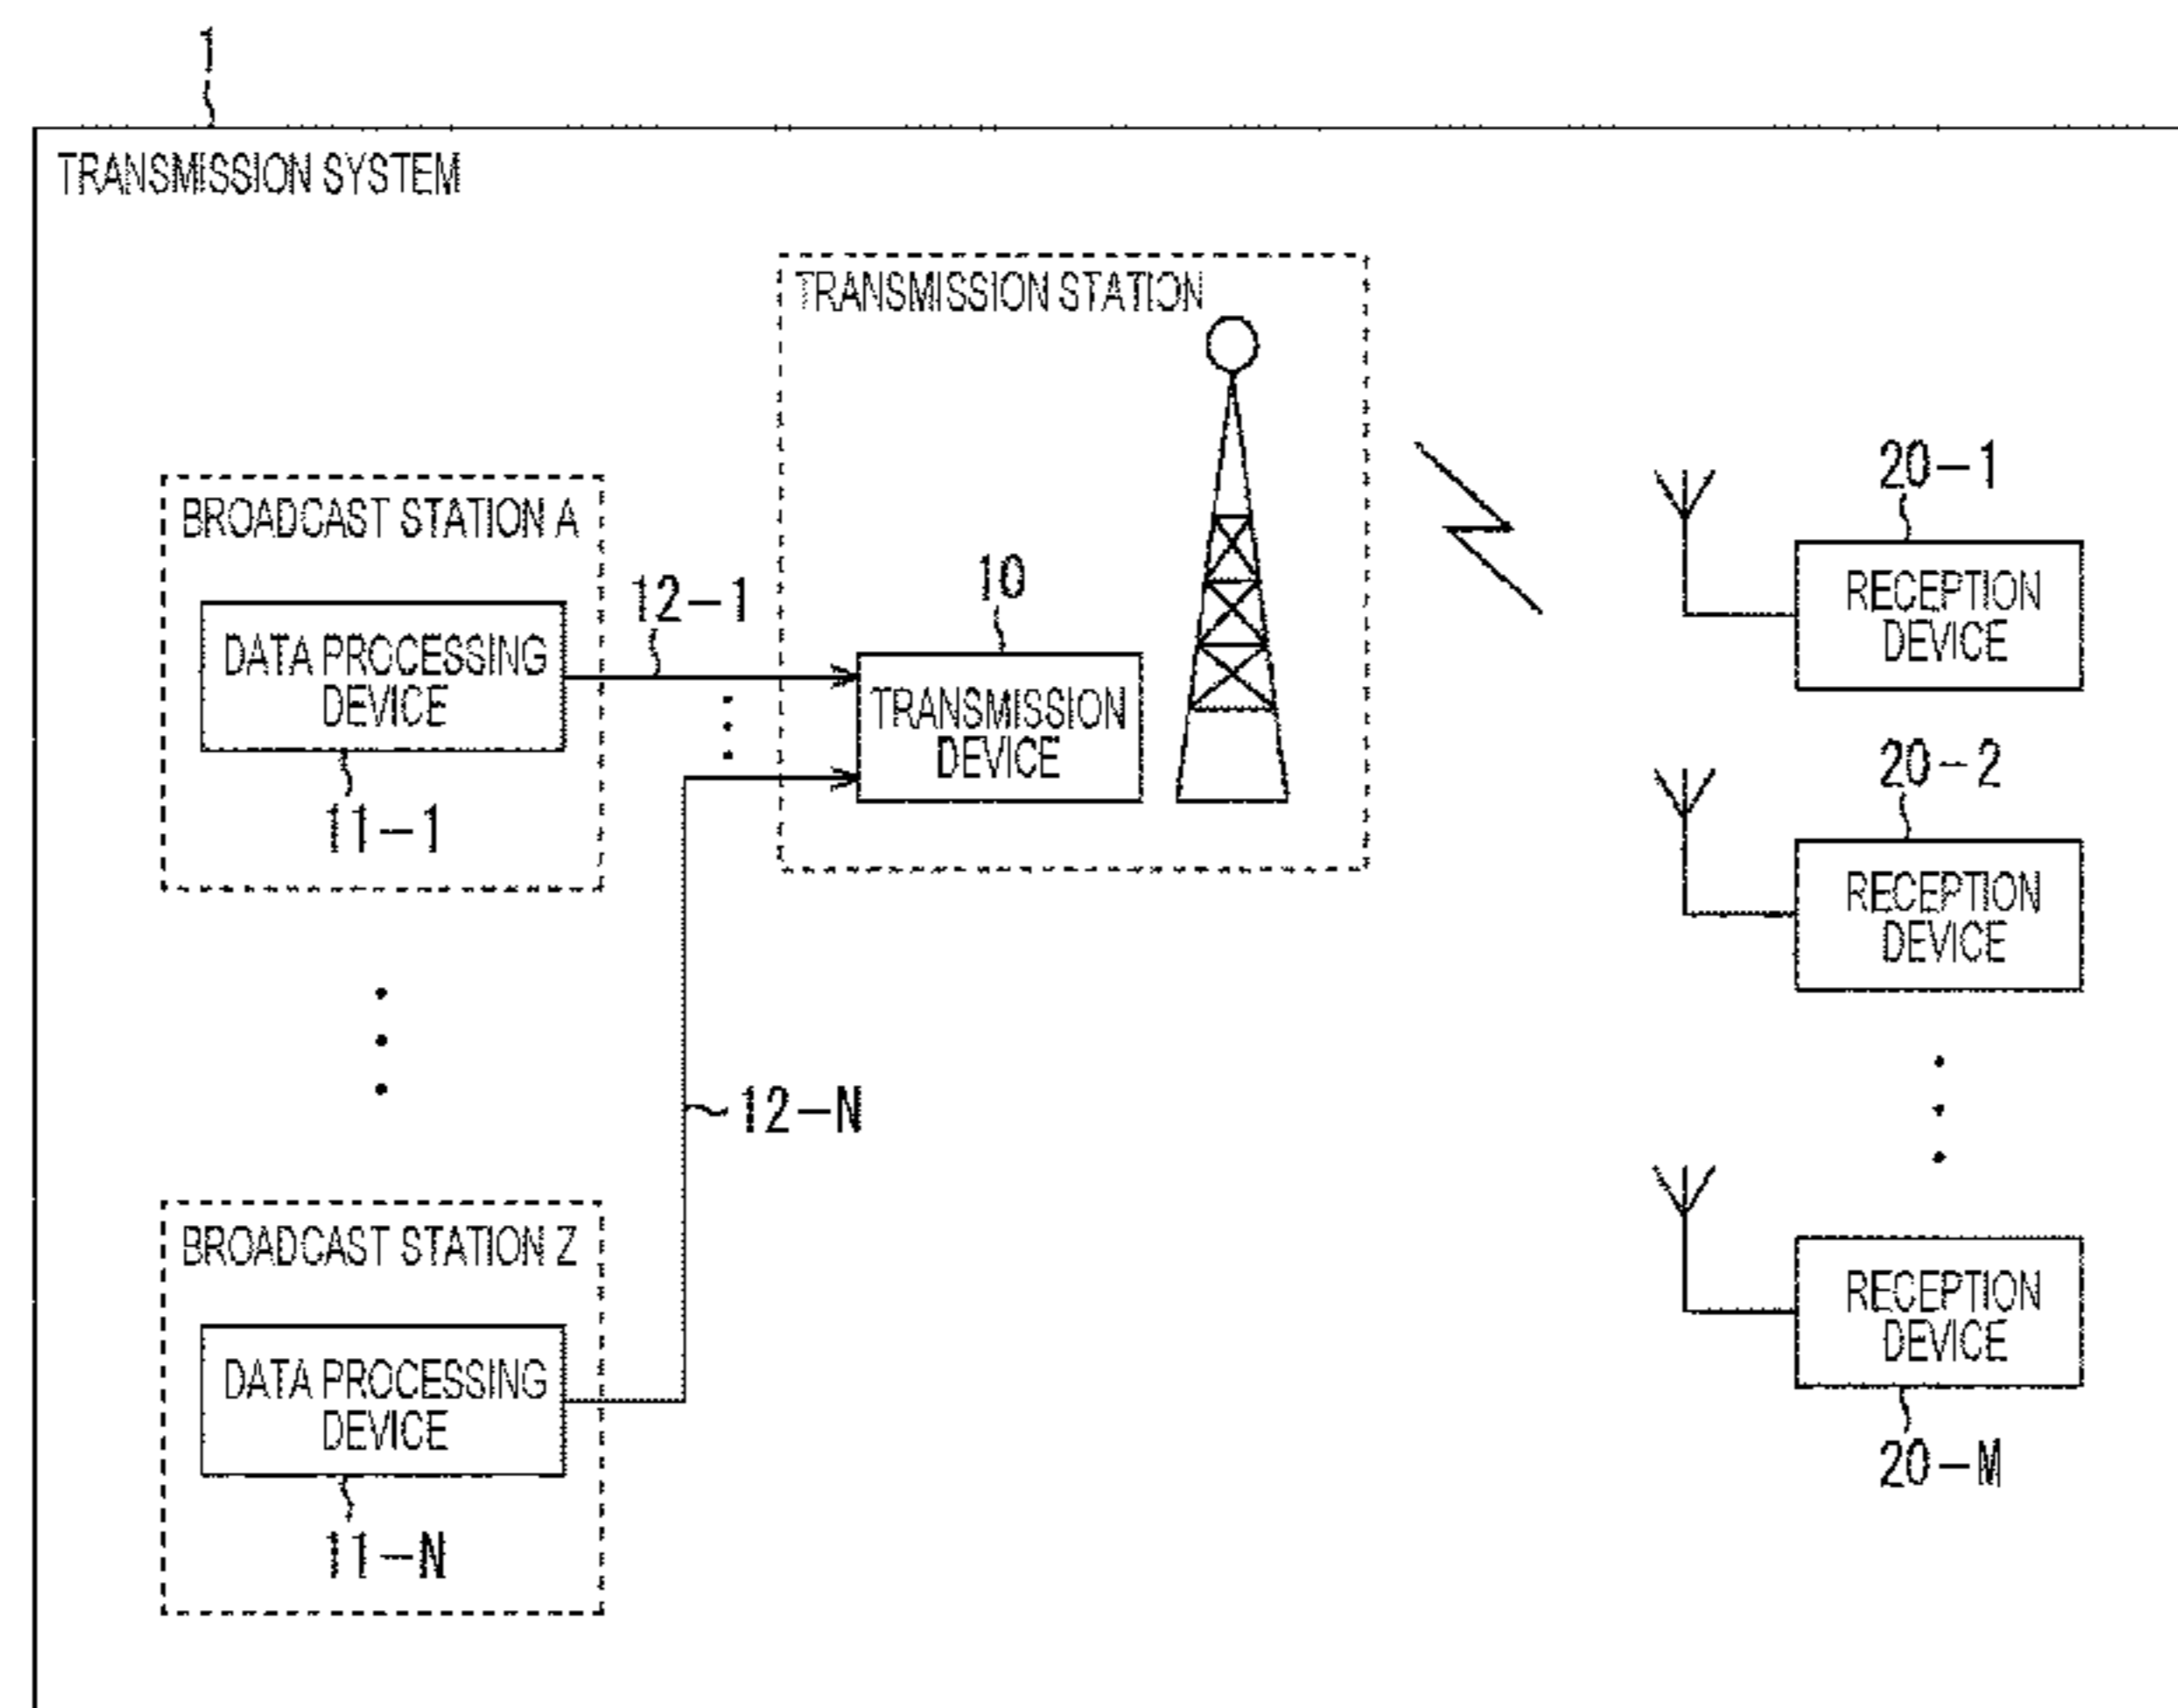 1
TRANSMISSION SYSTEM
TRANSMISSION STATION
BROADCAST STATION A
DATA PROCESSING
DEVICE
11-1
12-1
10
TRANSMISSION
DEVICE
20-1
RECEPTION
DEVICE
20-2
RECEPTION
DEVICE
12-N
BROADCAST STATION Z
DATA PROCESSING
DEVICE
11-N
RECEPTION
DEVICE
20-M